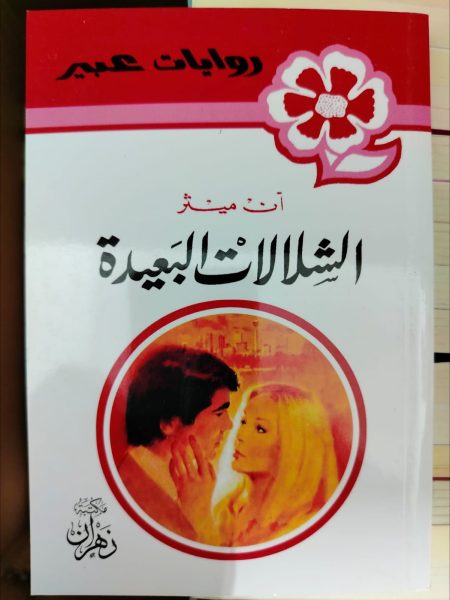 روايات عبير
آن ميثر
الشلالات البعيدة
مكتبة
زهران